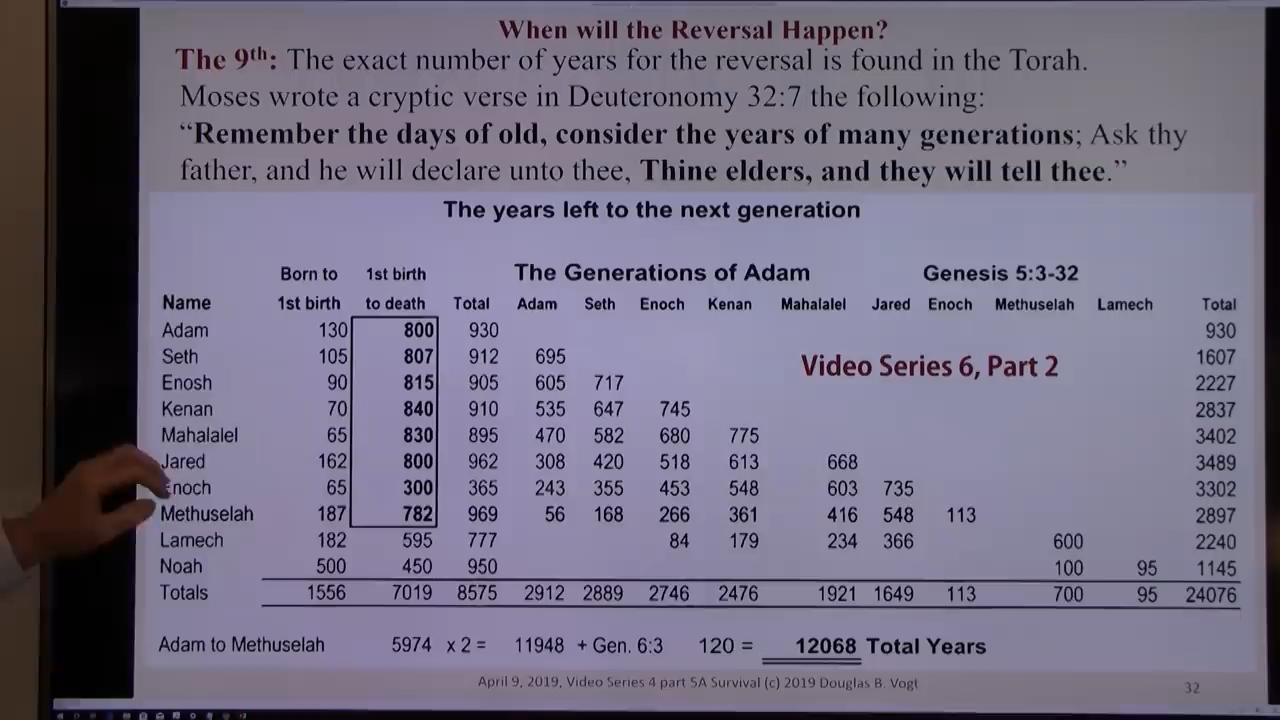 When will the Reversal Happen?
The 9th: The exact number of years for the reversal is found in the Torah.
Moses wrote a cryptic verse in Deuteronomy 32:7 the following:
“Remember the days of old, consider the years of many generations; Ask thy
father, and he will declare unto thee, Thine elders, and they will tell thee.”
The years left to the next generation
Born to 1st birth The Generations of Adam Genesis 5:3-32
Name 1st birth to death Total Adam Seth Enoch Kenan Mahalalel Jared Enoch Methuselah Lamech Total
Adam 130 800 930 930
Seth 105 807 912 695 1607
Video Series 6, Part 2
Enosh 90 815 905 605 717 2227
Kenan 70 840 910 535 647 745 2837
Mahalalel 65 830 895 470 582 680 775 3402
Jared 162 800 962 308 420 518 613 668 3489
Enoch 65 300 365 243 355 453 548 603 735 3302
Methuselah 187 782 969 56 168 266 361 416 548 113 2897
Lamech 182 595 777 84 179 234 366 600 2240
Noah 500 450 950 100 95 1145
Totals 1556 7019 8575 2912 2889 2746 2476 1921 1649 113 700 95 24076
Adam to Methuselah 5974 x 2 = 11948 + Gen. 6:3 120 = 12068 Total Years
April 9, 2019, Video Series 4 part 5A Survival (c) 2019 Douglas B. Vogt
32